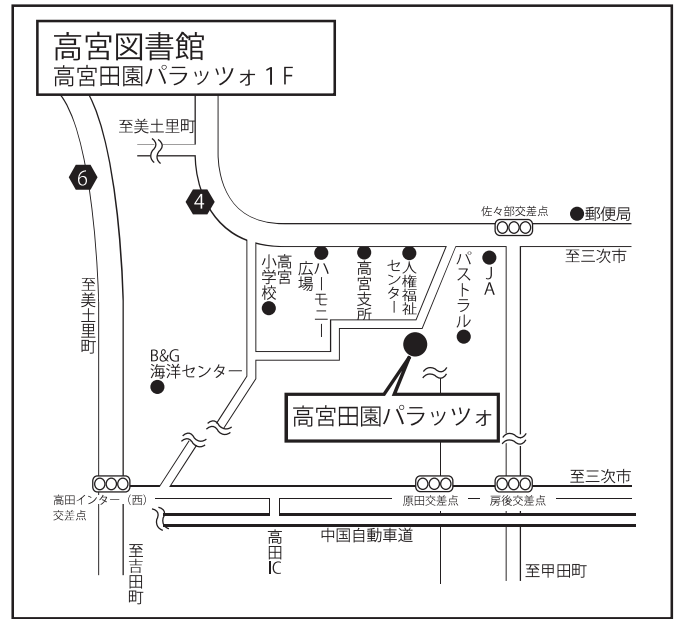 高宮図書館
高宮田園パラッツォ1F
至美土里町
6
4
佐々部交差点
郵便局
至三次市
高宮
小学校
ハーモニー
広場
高宮支所
人権福祉
センター
パストラル
JA
至美土里町
B&G
海洋センター
高宮田園パラッツォ
至三次市
高田インター(西)
交差点
原田交差点
房後交差点
中国自動車道
高田IC
至吉田町
至甲田町